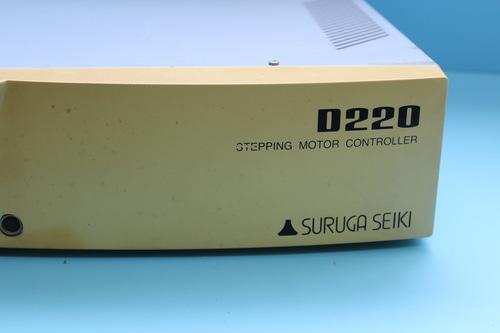 D220
STEPPING MOTOR CONTROLLER
SURUGA SEIKI